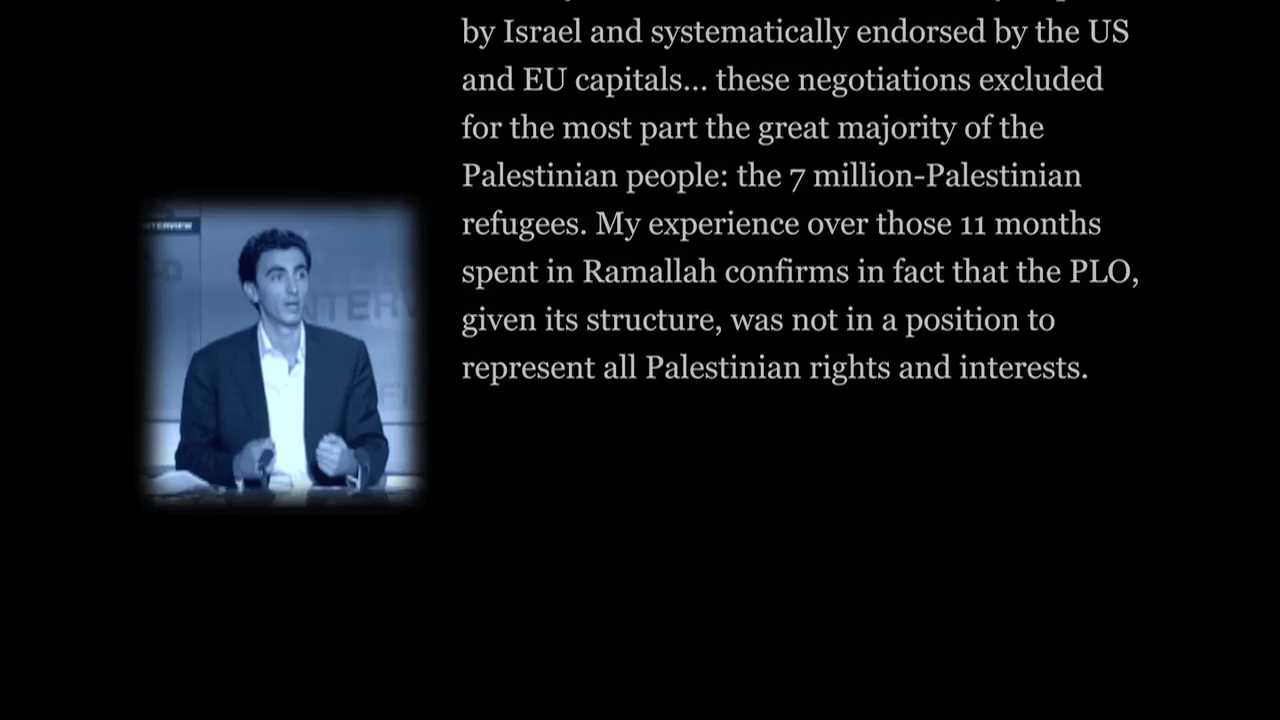 by Israel and systematically endorsed by the US
and EU capitals... these negotiations excluded
for the most part the great majority of the
Palestinian people: the 7 million-Palestinian
refugees. My experience over those 11 months
spent in Ramallah confirms in fact that the PLO,
given its structure, was not in a position to
represent all Palestinian rights and interests.
INTERVIEW
INTERV